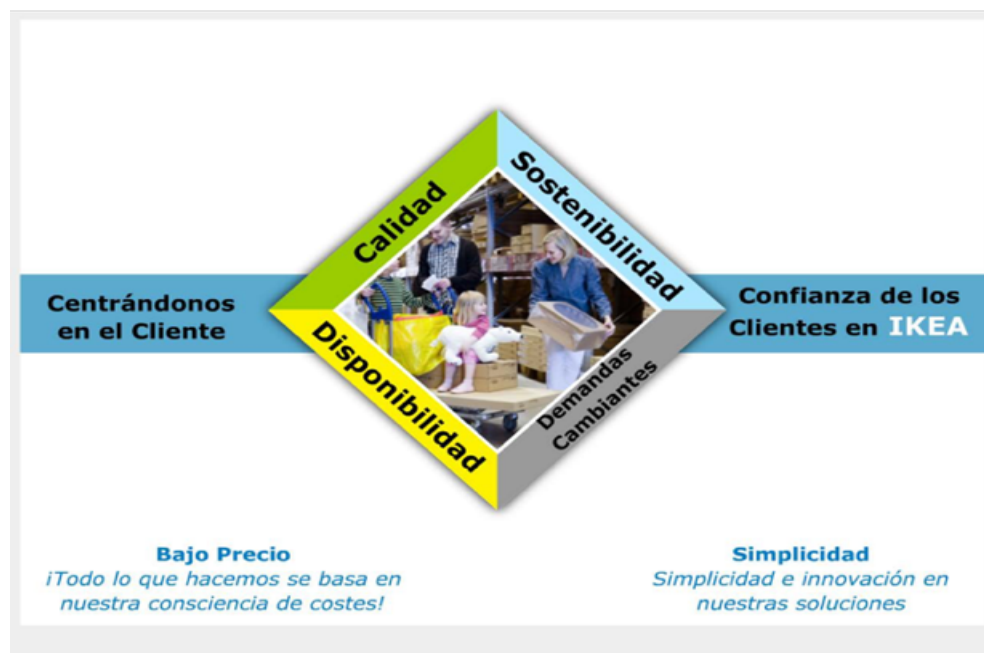 Calidad
Sostenibilidad
Centrándonos
en el Cliente
Confianza de los
Clientes en IKEA
Disponibilidad
Demandas
Cambiantes
Bajo Precio
¡Todo lo que hacemos se basa en
nuestra consciencia de costes!
Simplicidad
Simplicidad e innovación en
nuestras soluciones